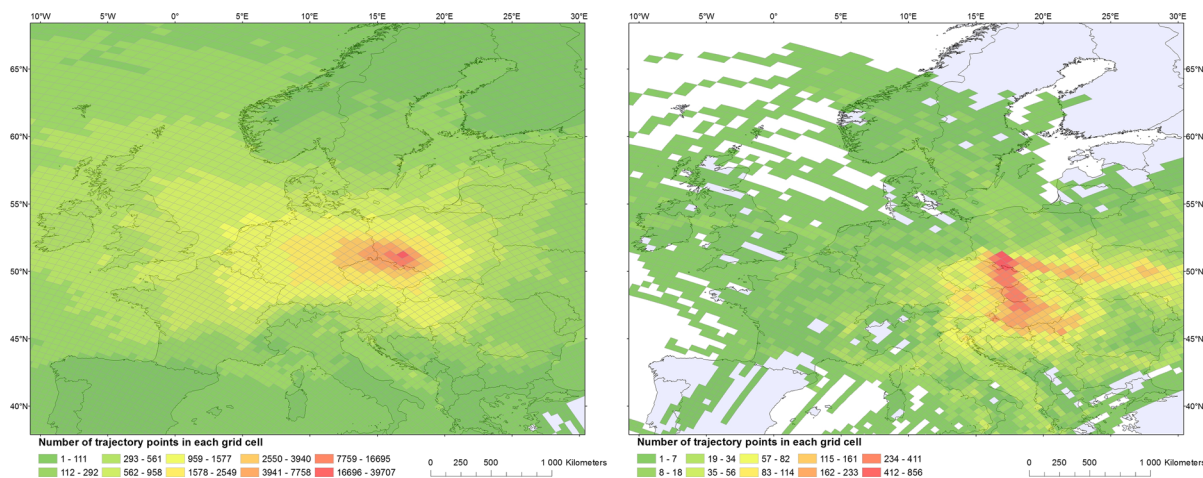 10°W 5°W 0° 5°E 10°E 15°E 20°E 25°E 30°E
65°N
60°N
55°N
50°N
45°N
40°N
Number of trajectory points in each grid cell
1 - 111 293 - 561 959 - 1577 2550 - 3940 7759 - 16695
112 - 292 562 - 958 1578 - 2549 3941 - 7758 16696 - 39707
0 250 500 750 1 000 Kilometers
10°W 5°W 0° 5°E 10°E 15°E 20°E 25°E 30°E
65°N
60°N
55°N
50°N
45°N
40°N
Number of trajectory points in each grid cell
1 - 7 19 - 34 57 - 82 115 - 161 234 - 411
8 - 18 35 - 56 83 - 114 162 - 233 412 - 856
0 250 500 750 1 000 Kilometers